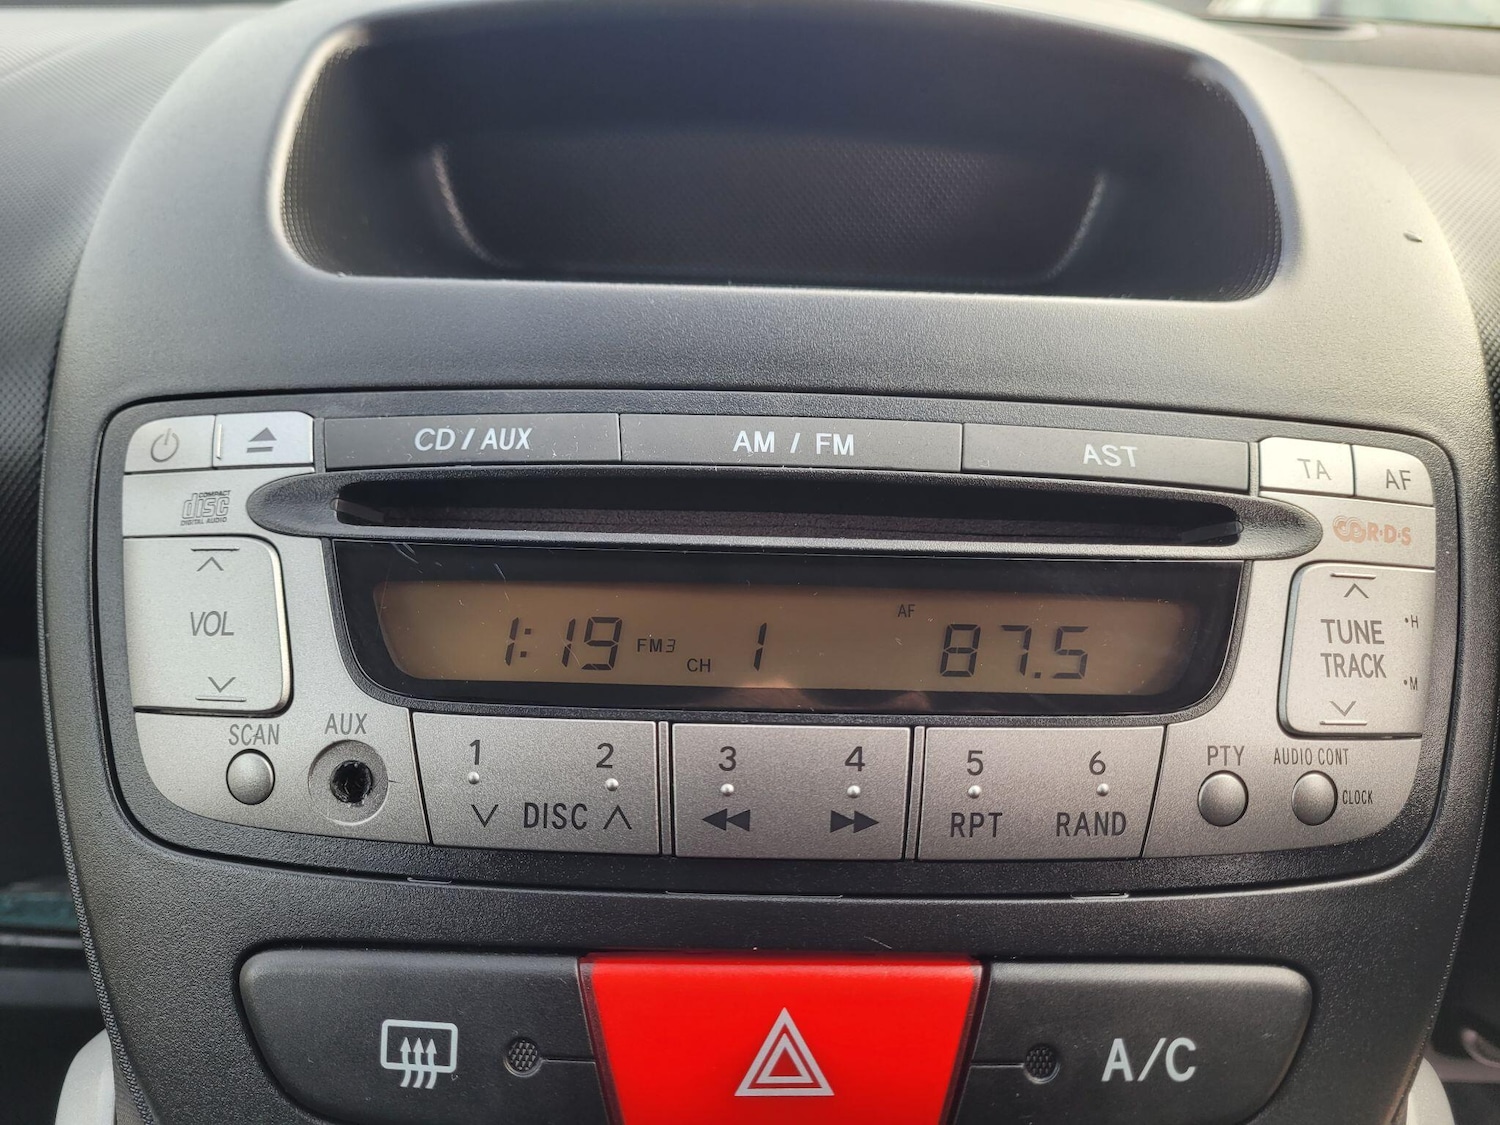 CD / AUX
AM / FM
AST
TA
AF
COMPACT
disc
DIGITAL AUDIO
R·D·S
VOL
1:19
FM3
CH
1
AF
87.5
TUNE
TRACK
•H
•M
SCAN
AUX
1
2
DISC
3
4
5
RPT
6
RAND
PTY
AUDIO CONT
CLOCK
A/C